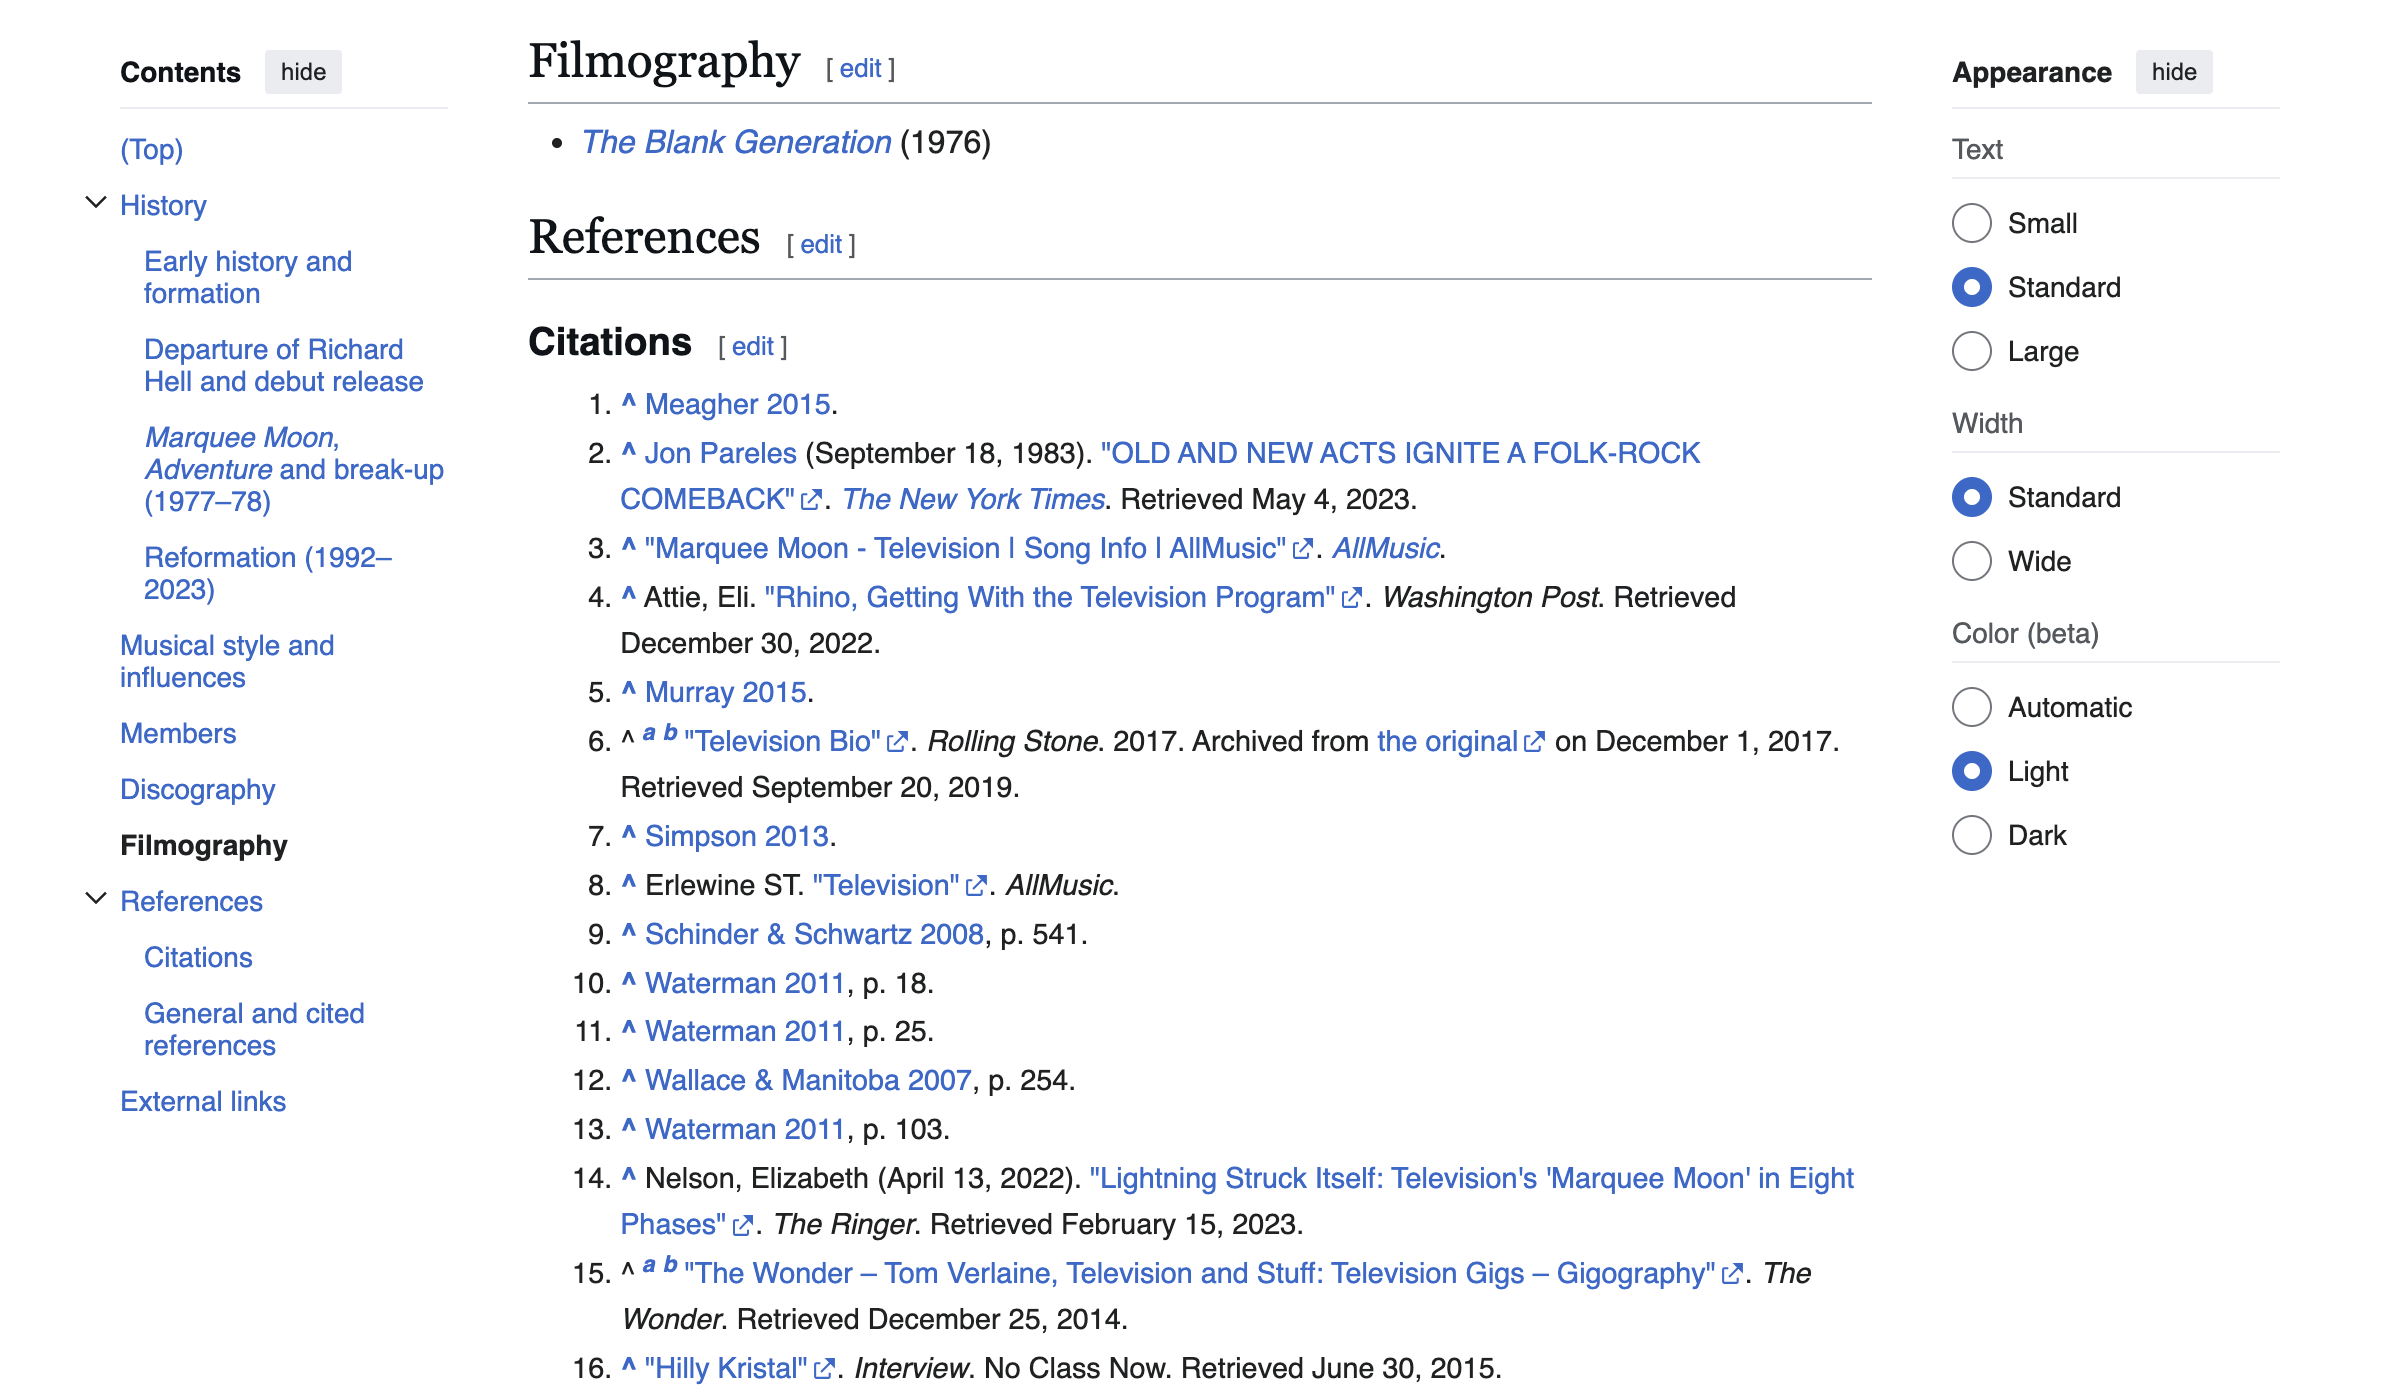 Contents hide
(Top)
History
Early history and
formation
Departure of Richard
Hell and debut release
Marquee Moon,
Adventure and break-up
(1977–78)
Reformation (1992–
2023)
Musical style and
influences
Members
Discography
Filmography
References
Citations
General and cited
references
External links
Filmography [ edit ]
• The Blank Generation (1976)
References [ edit ]
Citations [ edit ]
1. ^ Meagher 2015.
2. ^ Jon Pareles (September 18, 1983). "OLD AND NEW ACTS IGNITE A FOLK-ROCK
COMEBACK". The New York Times. Retrieved May 4, 2023.
3. ^ "Marquee Moon - Television | Song Info | AllMusic". AllMusic.
4. ^ Attie, Eli. "Rhino, Getting With the Television Program". Washington Post. Retrieved
December 30, 2022.
5. ^ Murray 2015.
6. ^ a b "Television Bio". Rolling Stone. 2017. Archived from the original on December 1, 2017.
Retrieved September 20, 2019.
7. ^ Simpson 2013.
8. ^ Erlewine ST. "Television". AllMusic.
9. ^ Schinder & Schwartz 2008, p. 541.
10. ^ Waterman 2011, p. 18.
11. ^ Waterman 2011, p. 25.
12. ^ Wallace & Manitoba 2007, p. 254.
13. ^ Waterman 2011, p. 103.
14. ^ Nelson, Elizabeth (April 13, 2022). "Lightning Struck Itself: Television's 'Marquee Moon' in Eight
Phases". The Ringer. Retrieved February 15, 2023.
15. ^ a b "The Wonder – Tom Verlaine, Television and Stuff: Television Gigs – Gigography". The
Wonder. Retrieved December 25, 2014.
16. ^ "Hilly Kristal". Interview. No Class Now. Retrieved June 30, 2015.
Appearance hide
Text
Small
Standard
Large
Width
Standard
Wide
Color (beta)
Automatic
Light
Dark